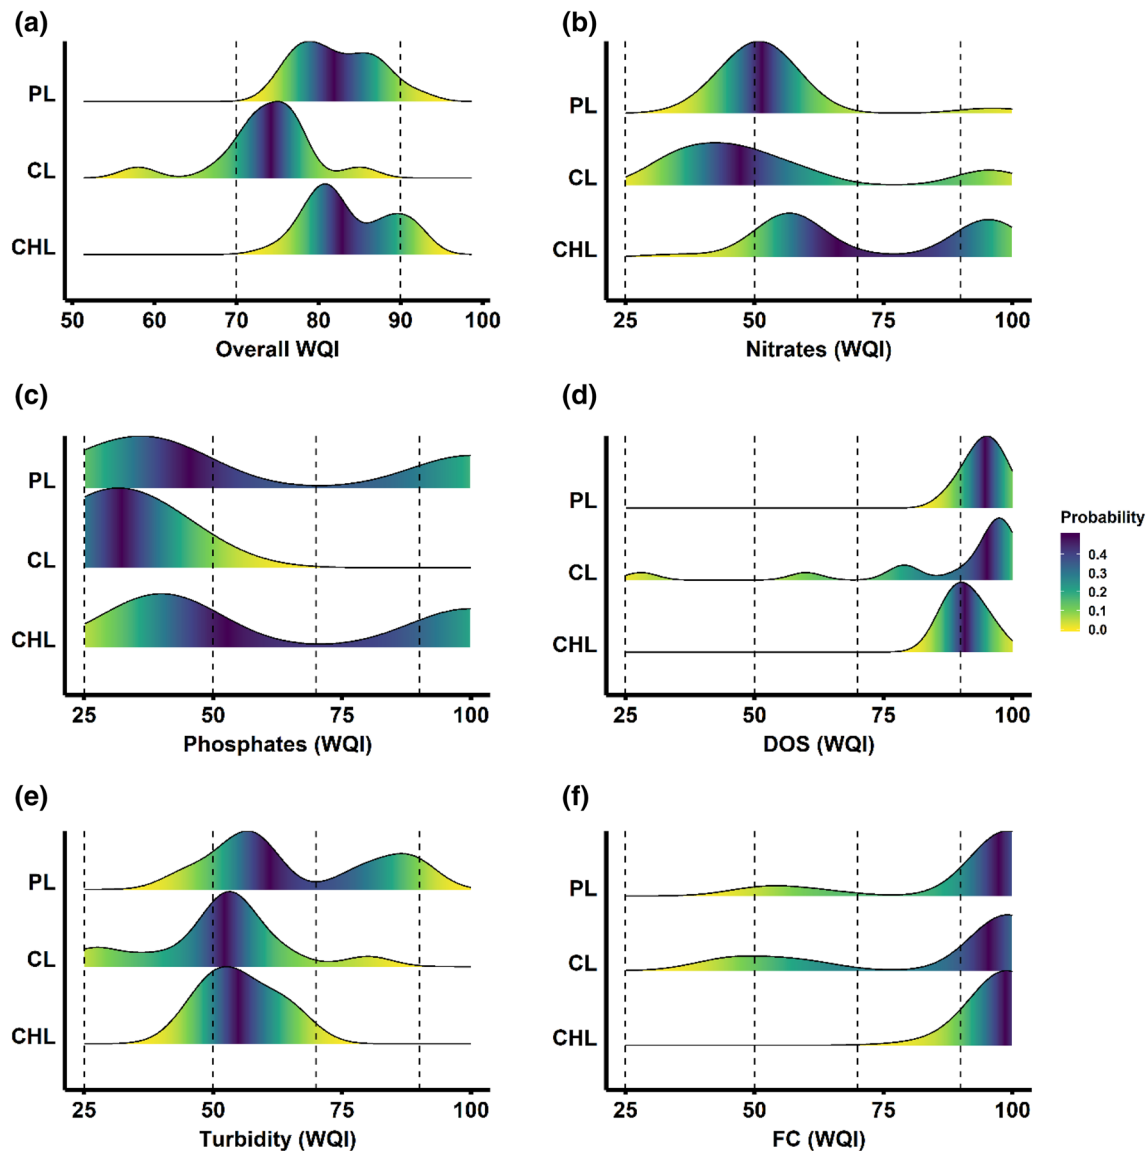 (a)
PL
CL
CHL
50 60 70 80 90 100
Overall WQI
(b)
PL
CL
CHL
25 50 75 100
Nitrates (WQI)
(c)
PL
CL
CHL
25 50 75 100
Phosphates (WQI)
(d)
PL
CL
CHL
25 50 75 100
DOS (WQI)
Probability
0.4
0.3
0.2
0.1
0.0
(e)
PL
CL
CHL
25 50 75 100
Turbidity (WQI)
(f)
PL
CL
CHL
25 50 75 100
FC (WQI)